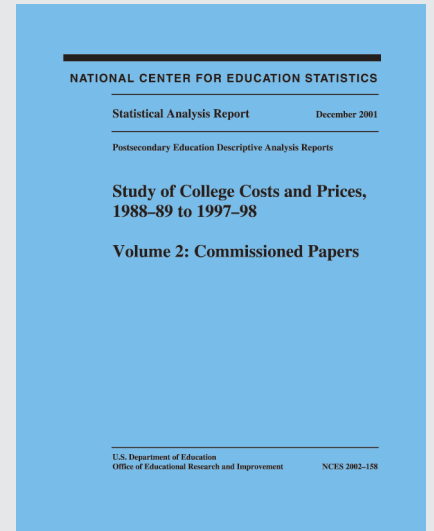 NATIONAL CENTER FOR EDUCATION STATISTICS
Statistical Analysis Report December 2001
Postsecondary Education Descriptive Analysis Reports
Study of College Costs and Prices,
1988–89 to 1997–98
Volume 2: Commissioned Papers
U.S. Department of Education
Office of Educational Research and Improvement NCES 2002–158